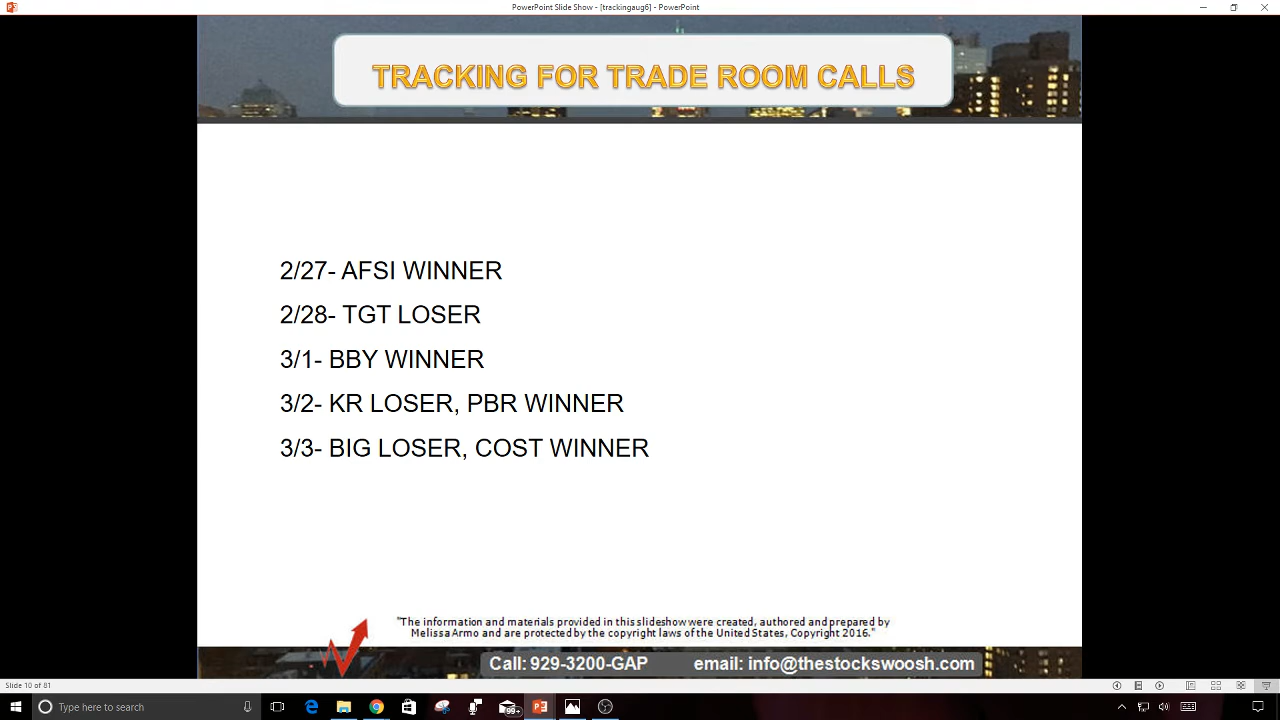 PowerPoint Slide Show - [trackingaug6] - PowerPoint
TRACKING FOR TRADE ROOM CALLS
2/27- AFSI WINNER
2/28- TGT LOSER
3/1- BBY WINNER
3/2- KR LOSER, PBR WINNER
3/3- BIG LOSER, COST WINNER
"The information and materials provided in this slideshow were created, authored and prepared by
Melissa Armo and are protected by the copyright laws of the United States, Copyright 2016."
Call: 929-3200-GAP email: info@thestockswoosh.com
Slide 10 of 81
Type here to search
99+